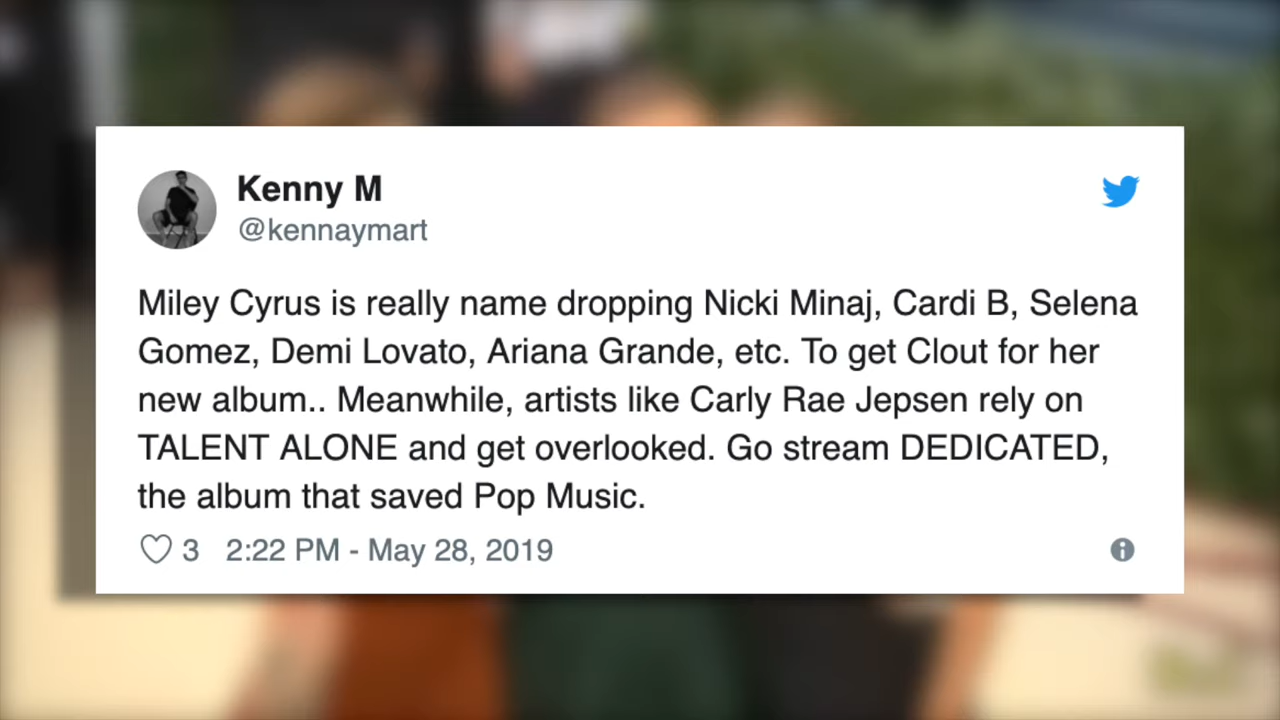 Kenny M
@kennaymart
Miley Cyrus is really name dropping Nicki Minaj, Cardi B, Selena
Gomez, Demi Lovato, Ariana Grande, etc. To get Clout for her
new album.. Meanwhile, artists like Carly Rae Jepsen rely on
TALENT ALONE and get overlooked. Go stream DEDICATED,
the album that saved Pop Music.
3 2:22 PM - May 28, 2019